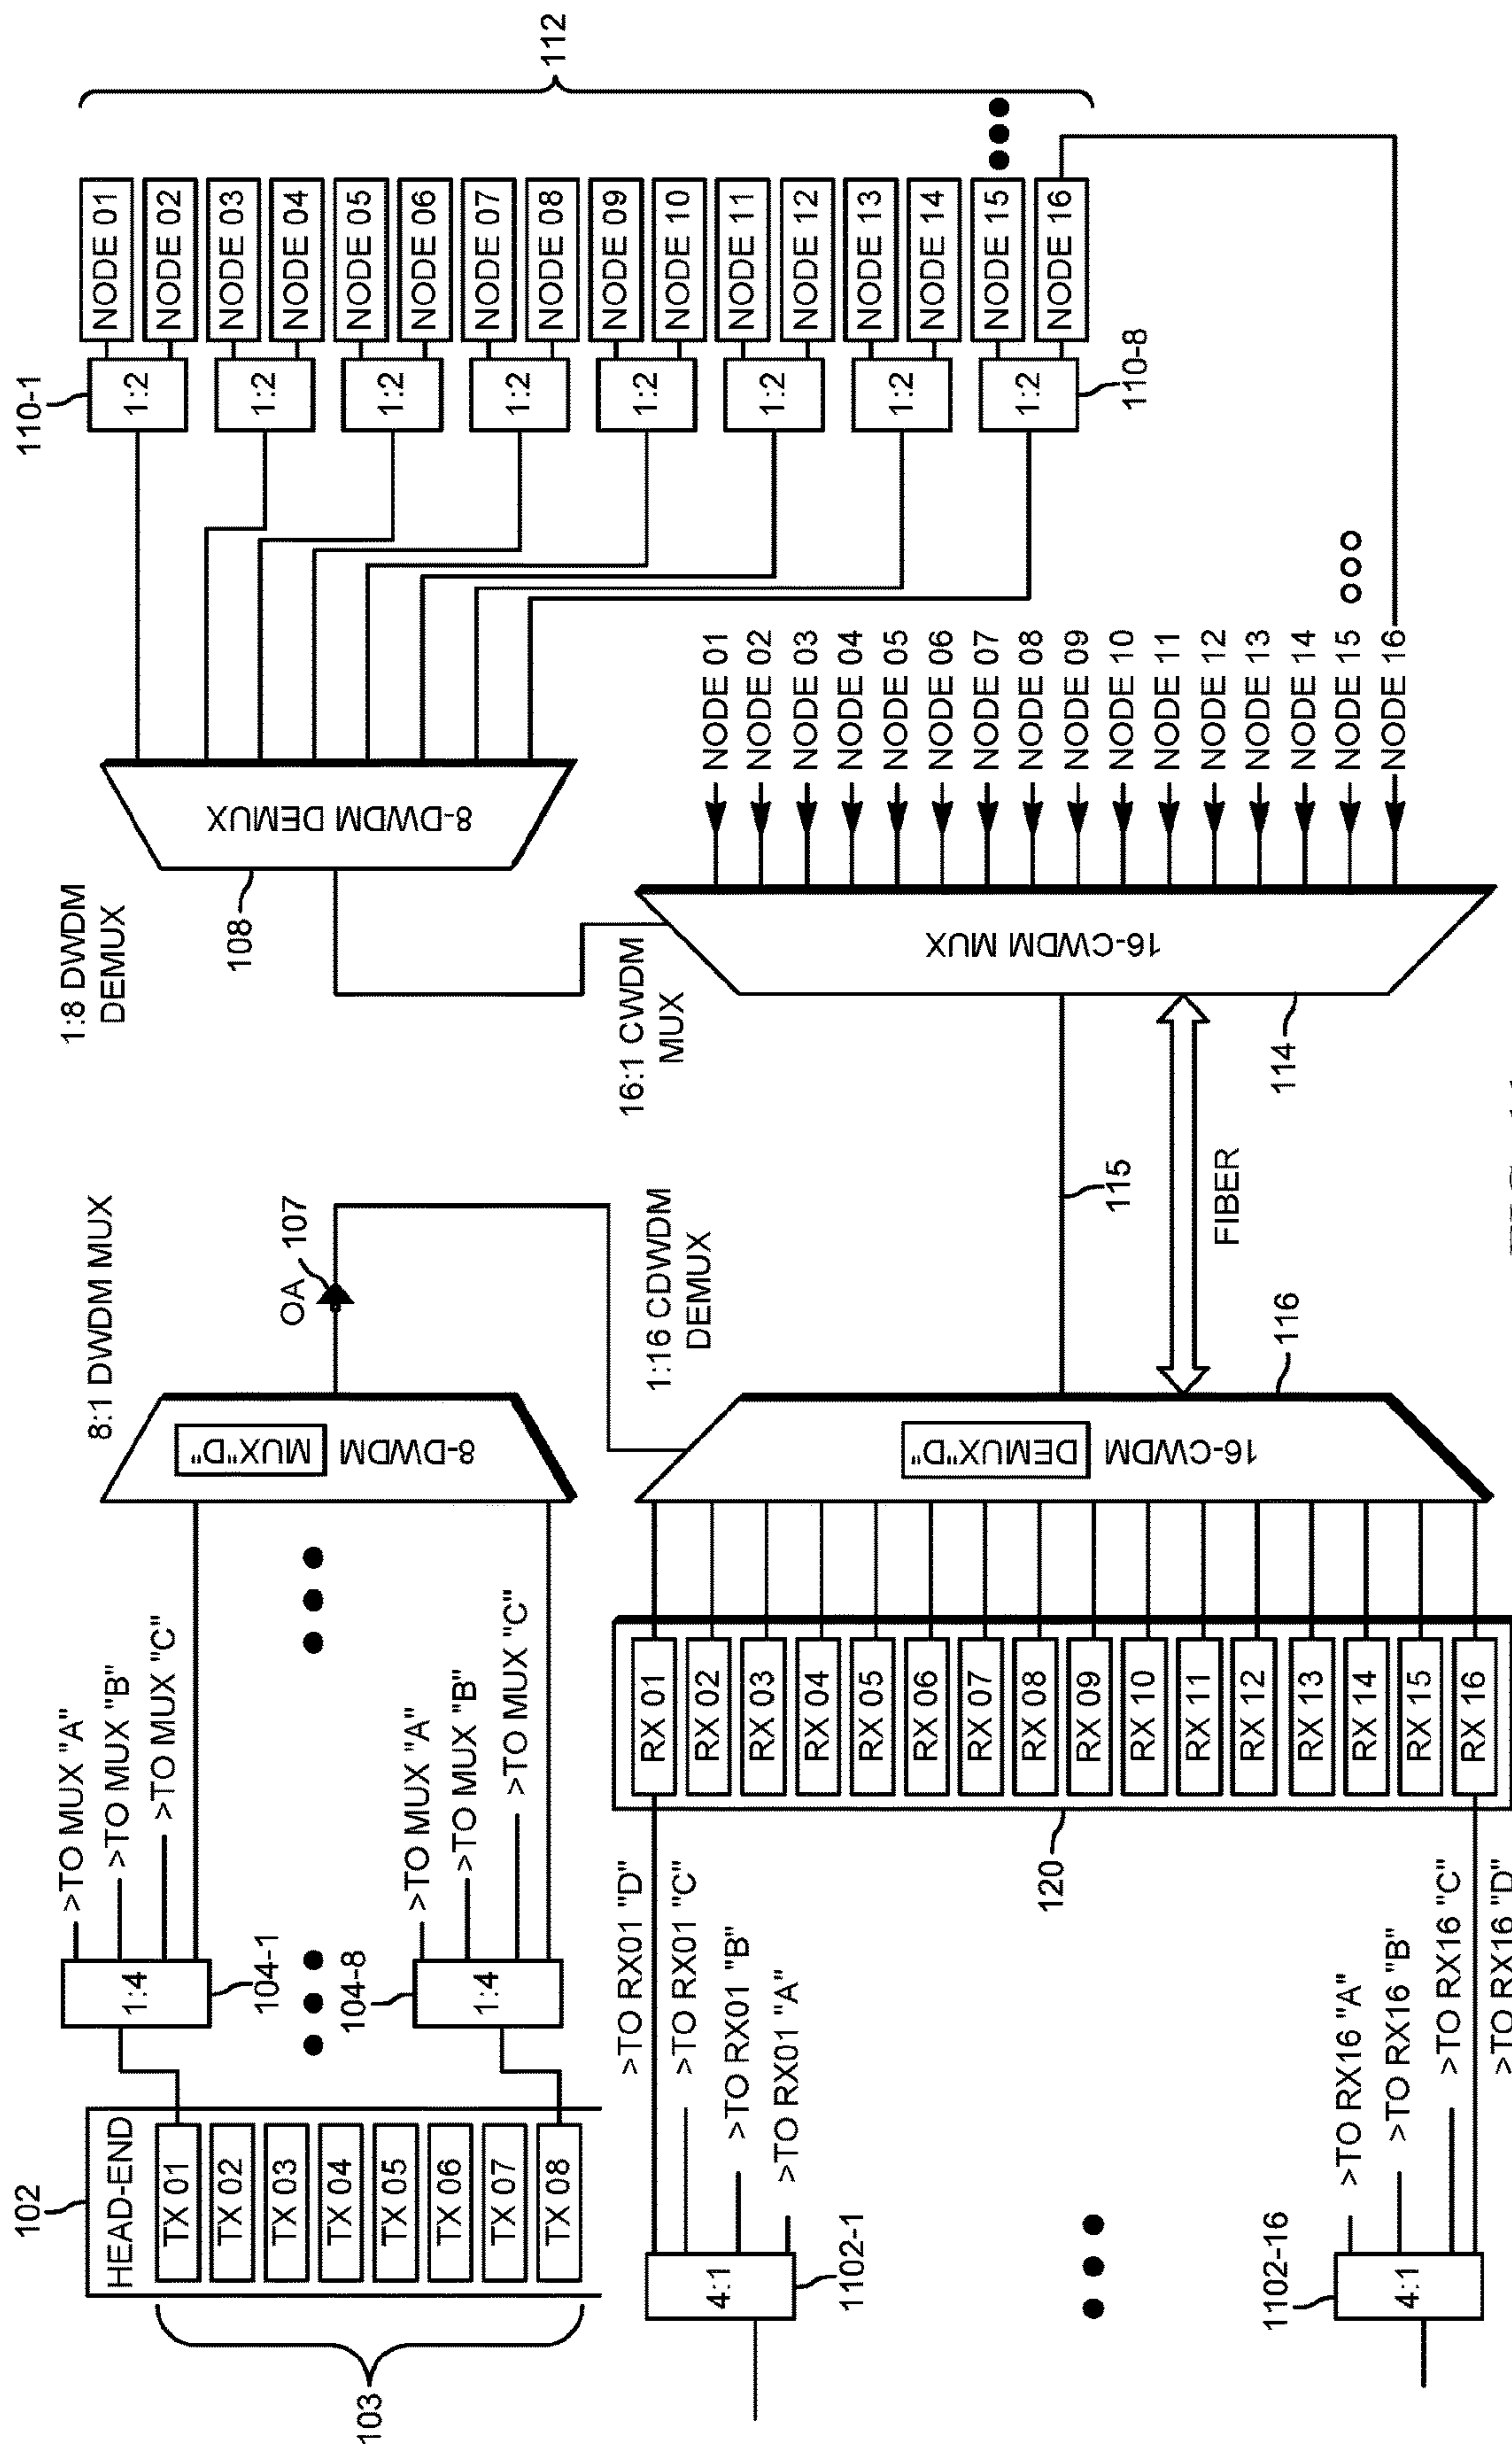 102
HEAD-END
TX 01
TX 02
TX 03
TX 04
TX 05
TX 06
TX 07
TX 08
103
1:4
104-1
>TO MUX "A"
>TO MUX "B"
>TO MUX "C"
104-8
1:4
>TO MUX "A"
>TO MUX "B"
>TO MUX "C"
8:1 DWDM MUX
8-DWDM
MUX"D"
OA
107
1:8 DWDM
DEMUX
108
8-DWDM DEMUX
110-1
1:2
1:2
1:2
1:2
1:2
1:2
1:2
1:2
110-8
NODE 01
NODE 02
NODE 03
NODE 04
NODE 05
NODE 06
NODE 07
NODE 08
NODE 09
NODE 10
NODE 11
NODE 12
NODE 13
NODE 14
NODE 15
NODE 16
112
4:1
1102-1
>TO RX01 "D"
>TO RX01 "C"
>TO RX01 "B"
>TO RX01 "A"
1102-16
4:1
>TO RX16 "A"
>TO RX16 "B"
>TO RX16 "C"
>TO RX16 "D"
120
RX 01
RX 02
RX 03
RX 04
RX 05
RX 06
RX 07
RX 08
RX 09
RX 10
RX 11
RX 12
RX 13
RX 14
RX 15
RX 16
1:16 CDWDM
DEMUX
16-CWDM
DEMUX"D"
116
115
FIBER
16:1 CWDM
MUX
16-CWDM MUX
114
NODE 01
NODE 02
NODE 03
NODE 04
NODE 05
NODE 06
NODE 07
NODE 08
NODE 09
NODE 10
NODE 11
NODE 12
NODE 13
NODE 14
NODE 15
NODE 16